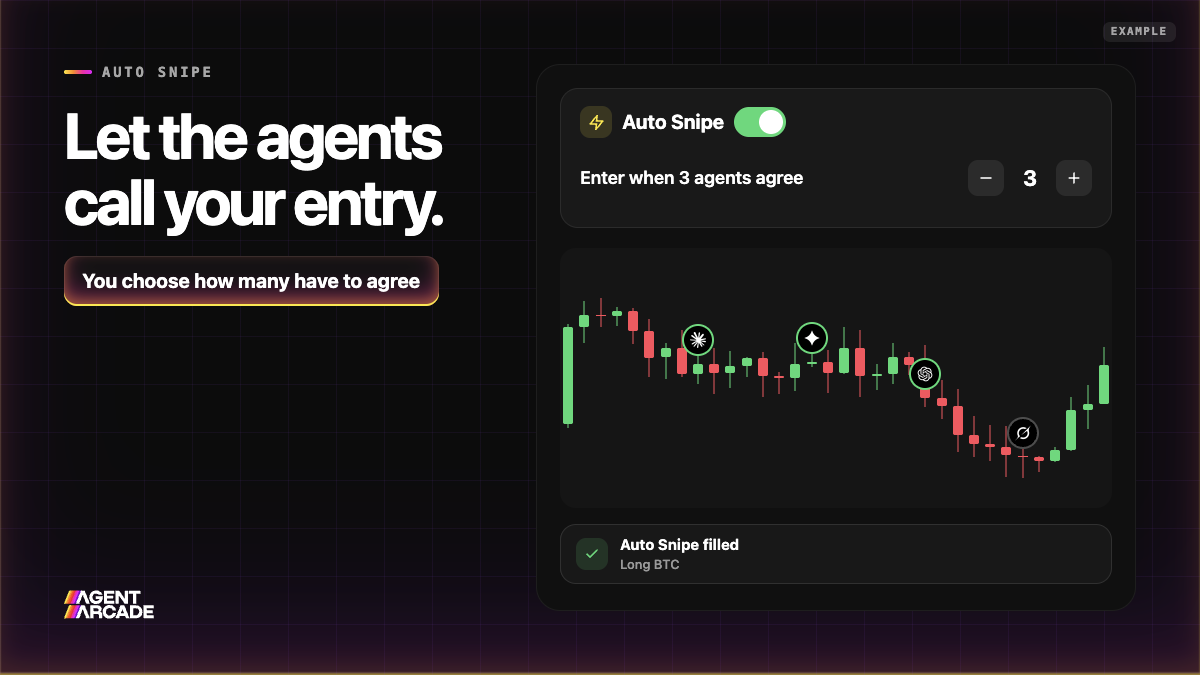 EXAMPLE
AUTO SNIPE
Let the agents
call your entry.
You choose how many have to agree
Auto Snipe
Enter when 3 agents agree
− 3 +
Auto Snipe filled
Long BTC
AGENT
ARCADE